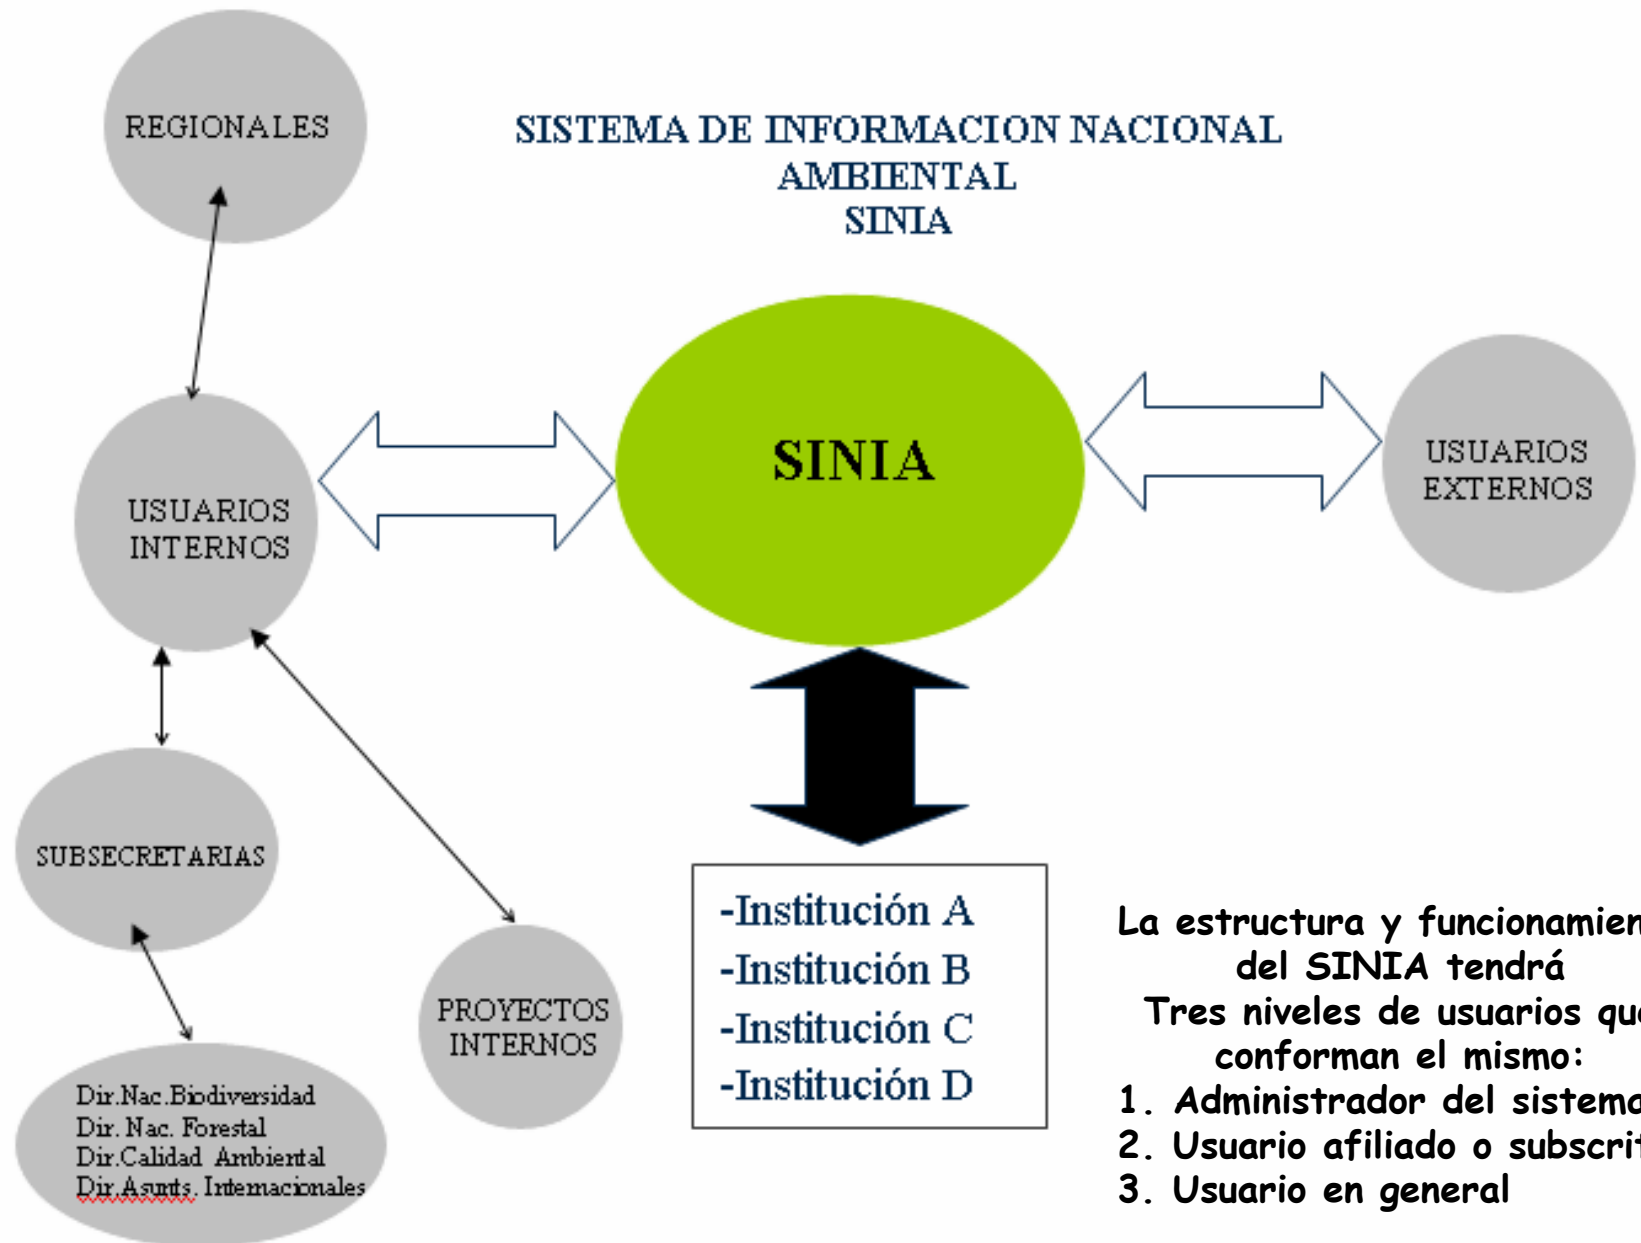 REGIONALES
SISTEMA DE INFORMACION NACIONAL
AMBIENTAL
SINIA
SINIA
USUARIOS
EXTERNOS
USUARIOS
INTERNOS
SUBSECRETARIAS
PROYECTOS
INTERNOS
Dir.Nac.Biodiversidad
Dir. Nac. Forestal
Dir.Calidad Ambiental
Dir.Asunts. Internacionales
-Institución A
-Institución B
-Institución C
-Institución D
La estructura y funcionamien
del SINIA tendrá
Tres niveles de usuarios que
conforman el mismo:
1. Administrador del sistema
2. Usuario afiliado o subscrit
3. Usuario en general